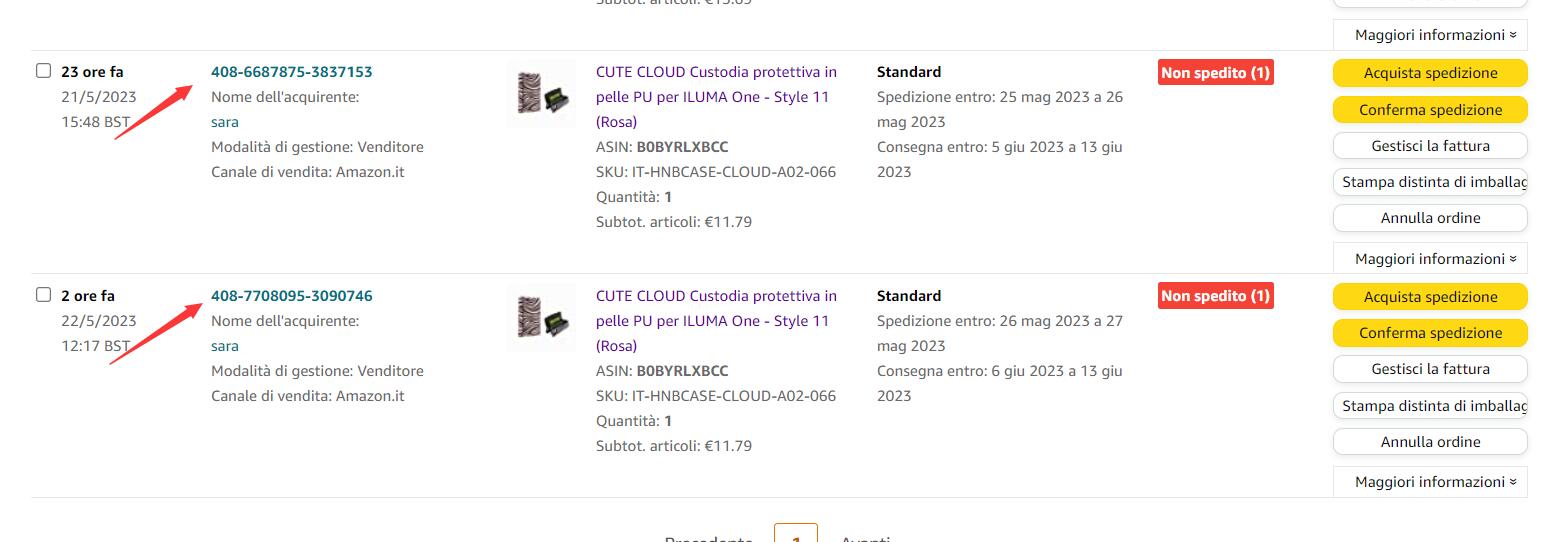 Maggiori informazioni
23 ore fa
21/5/2023
15:48 BST
408-6687875-3837153
Nome dell'acquirente:
sara
Modalità di gestione: Venditore
Canale di vendita: Amazon.it
CUTE CLOUD Custodia protettiva in
pelle PU per ILUMA One - Style 11
(Rosa)
ASIN: B0BYRLXBCC
SKU: IT-HNBCASE-CLOUD-A02-066
Quantità: 1
Subtot. articoli: €11.79
Standard
Spedizione entro: 25 mag 2023 a 26
mag 2023
Consegna entro: 5 giu 2023 a 13 giu
2023
Non spedito (1)
Acquista spedizione
Conferma spedizione
Gestisci la fattura
Stampa distinta di imballag
Annulla ordine
Maggiori informazioni
2 ore fa
22/5/2023
12:17 BST
408-7708095-3090746
Nome dell'acquirente:
sara
Modalità di gestione: Venditore
Canale di vendita: Amazon.it
CUTE CLOUD Custodia protettiva in
pelle PU per ILUMA One - Style 11
(Rosa)
ASIN: B0BYRLXBCC
SKU: IT-HNBCASE-CLOUD-A02-066
Quantità: 1
Subtot. articoli: €11.79
Standard
Spedizione entro: 26 mag 2023 a 27
mag 2023
Consegna entro: 6 giu 2023 a 13 giu
2023
Non spedito (1)
Acquista spedizione
Conferma spedizione
Gestisci la fattura
Stampa distinta di imballag
Annulla ordine
Maggiori informazioni
Precedente 1 Avanti